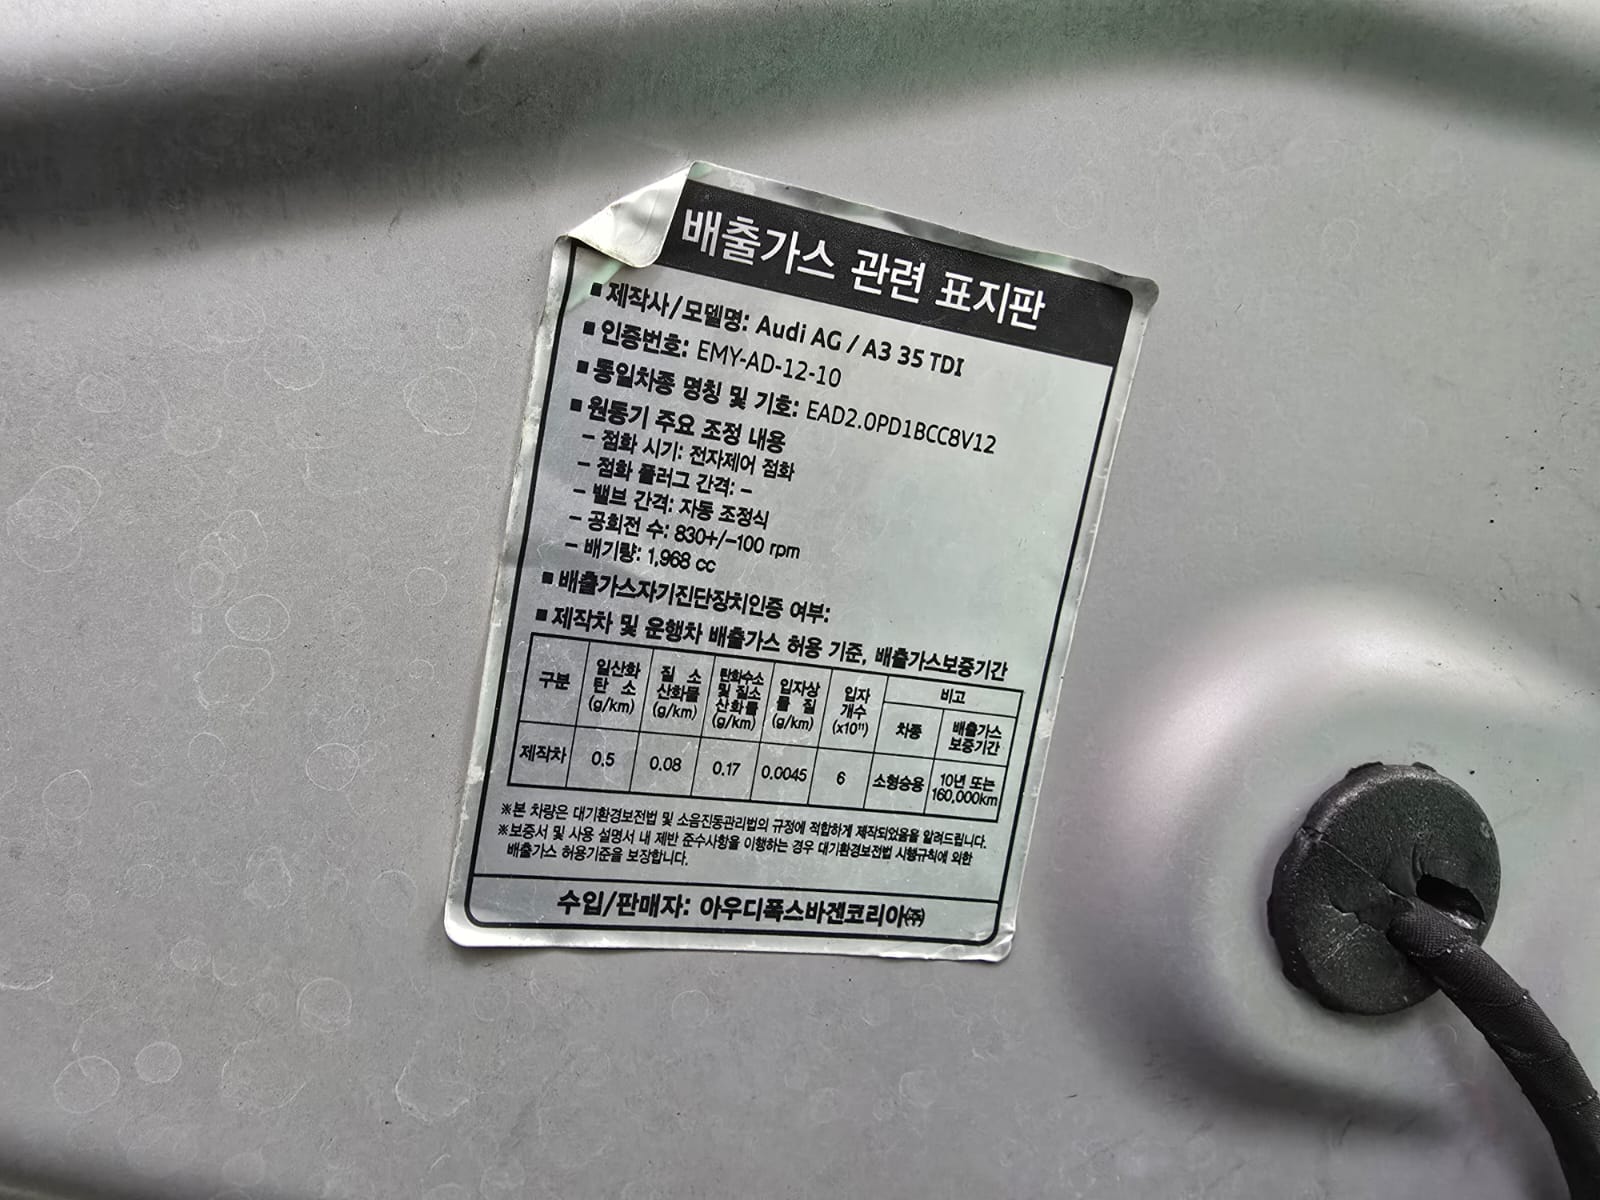 배출가스 관련 표지판
■ 제작사/모델명: Audi AG / A3 35 TDI
■ 인증번호: EMY-AD-12-10
■ 동일차종 명칭 및 기호: EAD2.0PD1BCC8V12
■ 원동기 주요 조정 내용
– 점화 시기: 전자제어 점화
– 점화 플러그 간격: –
– 밸브 간격: 자동 조정식
– 공회전 수: 830+/–100 rpm
– 배기량: 1,968 cc
■ 배출가스자기진단장치인증 여부:
■ 제작차 및 운행차 배출가스 허용 기준, 배출가스보증기간
구분 일산화 탄 소 (g/km) 질 소 산화물 (g/km) 탄화수소 및 질소 산화물 (g/km) 입자상 물 질 (g/km) 입자 개수 (x10¹¹) 비고
차종 배출가스 보증기간
제작차 0.5 0.08 0.17 0.0045 6 소형승용 10년 또는 160,000km
※본 차량은 대기환경보전법 및 소음진동관리법의 규정에 적합하게 제작되었음을 알려드립니다.
※보증서 및 사용 설명서 내 제반 준수사항을 이행하는 경우 대기환경보전법 시행규칙에 의한
배출가스 허용기준을 보장합니다.
수입/판매자: 아우디폭스바겐코리아㈜